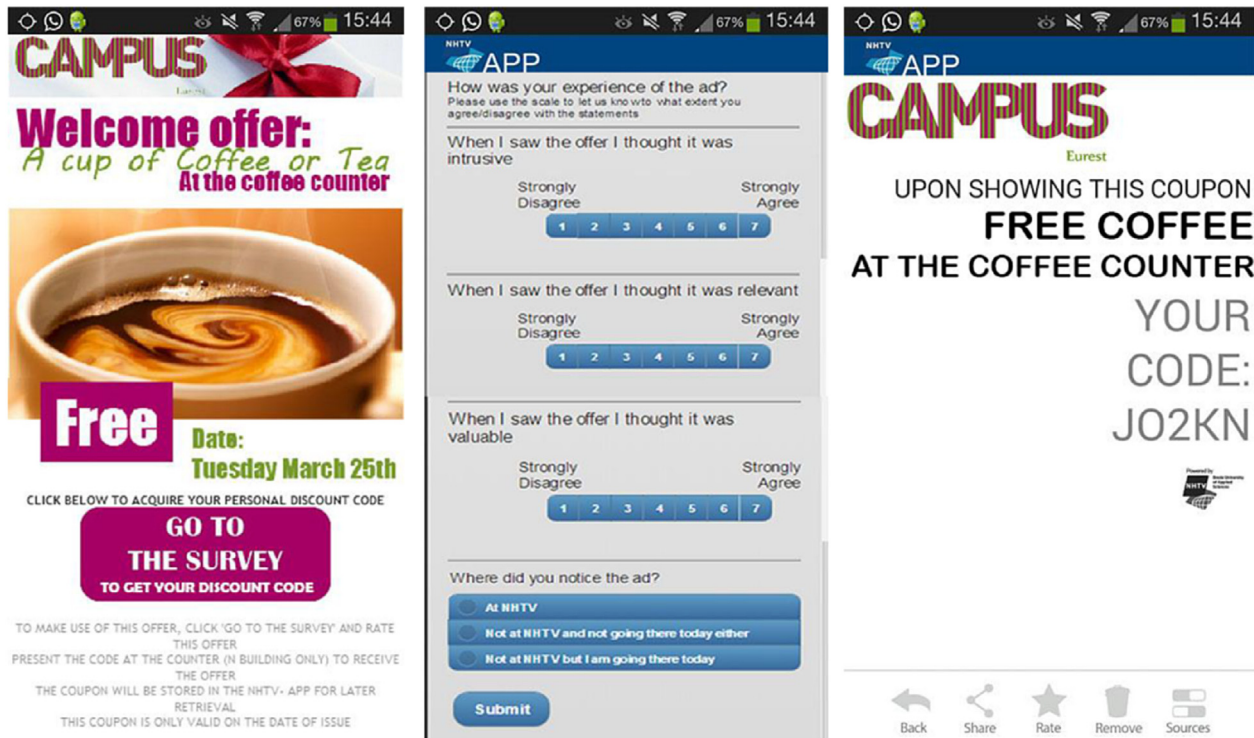 67% 15:44
CAMPUS
Eurest
Welcome offer:
A cup of Coffee or Tea
At the coffee counter
Free
Date:
Tuesday March 25th
CLICK BELOW TO ACQUIRE YOUR PERSONAL DISCOUNT CODE
GO TO
THE SURVEY
TO GET YOUR DISCOUNT CODE
TO MAKE USE OF THIS OFFER, CLICK 'GO TO THE SURVEY' AND RATE
THIS OFFER
PRESENT THE CODE AT THE COUNTER (N BUILDING ONLY) TO RECEIVE
THE OFFER
THE COUPON WILL BE STORED IN THE NHTV- APP FOR LATER
RETRIEVAL
THIS COUPON IS ONLY VALID ON THE DATE OF ISSUE
67% 15:44
NHTV
APP
How was your experience of the ad?
Please use the scale to let us know to what extent you
agree/disagree with the statements
When I saw the offer I thought it was
intrusive
Strongly Strongly
Disagree Agree
1 2 3 4 5 6 7
When I saw the offer I thought it was relevant
Strongly Strongly
Disagree Agree
1 2 3 4 5 6 7
When I saw the offer I thought it was
valuable
Strongly Strongly
Disagree Agree
1 2 3 4 5 6 7
Where did you notice the ad?
At NHTV
Not at NHTV and not going there today either
Not at NHTV but I am going there today
Submit
67% 15:44
NHTV
APP
CAMPUS
Eurest
UPON SHOWING THIS COUPON
FREE COFFEE
AT THE COFFEE COUNTER
YOUR
CODE:
JO2KN
Powered by
NHTV
Breda University
of Applied
Sciences
Back Share Rate Remove Sources